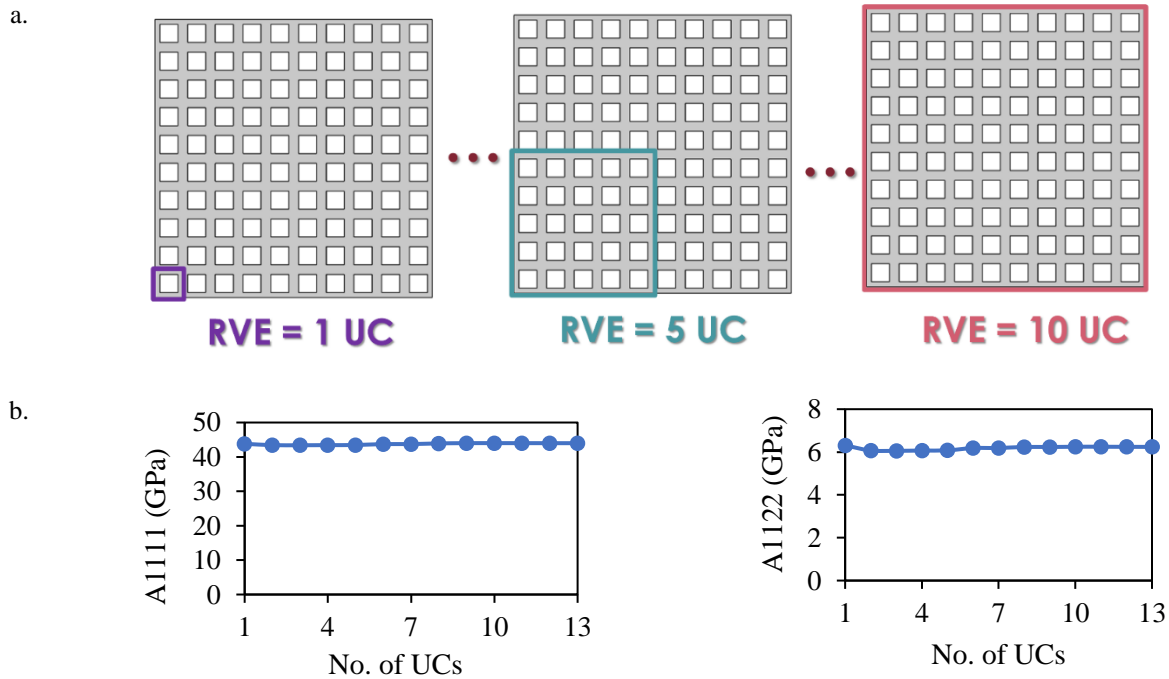 a.
RVE = 1 UC
RVE = 5 UC
RVE = 10 UC
b.
A1111 (GPa)
50
40
30
20
10
0
1 4 7 10 13
No. of UCs
A1122 (GPa)
8
6
4
2
0
1 4 7 10 13
No. of UCs